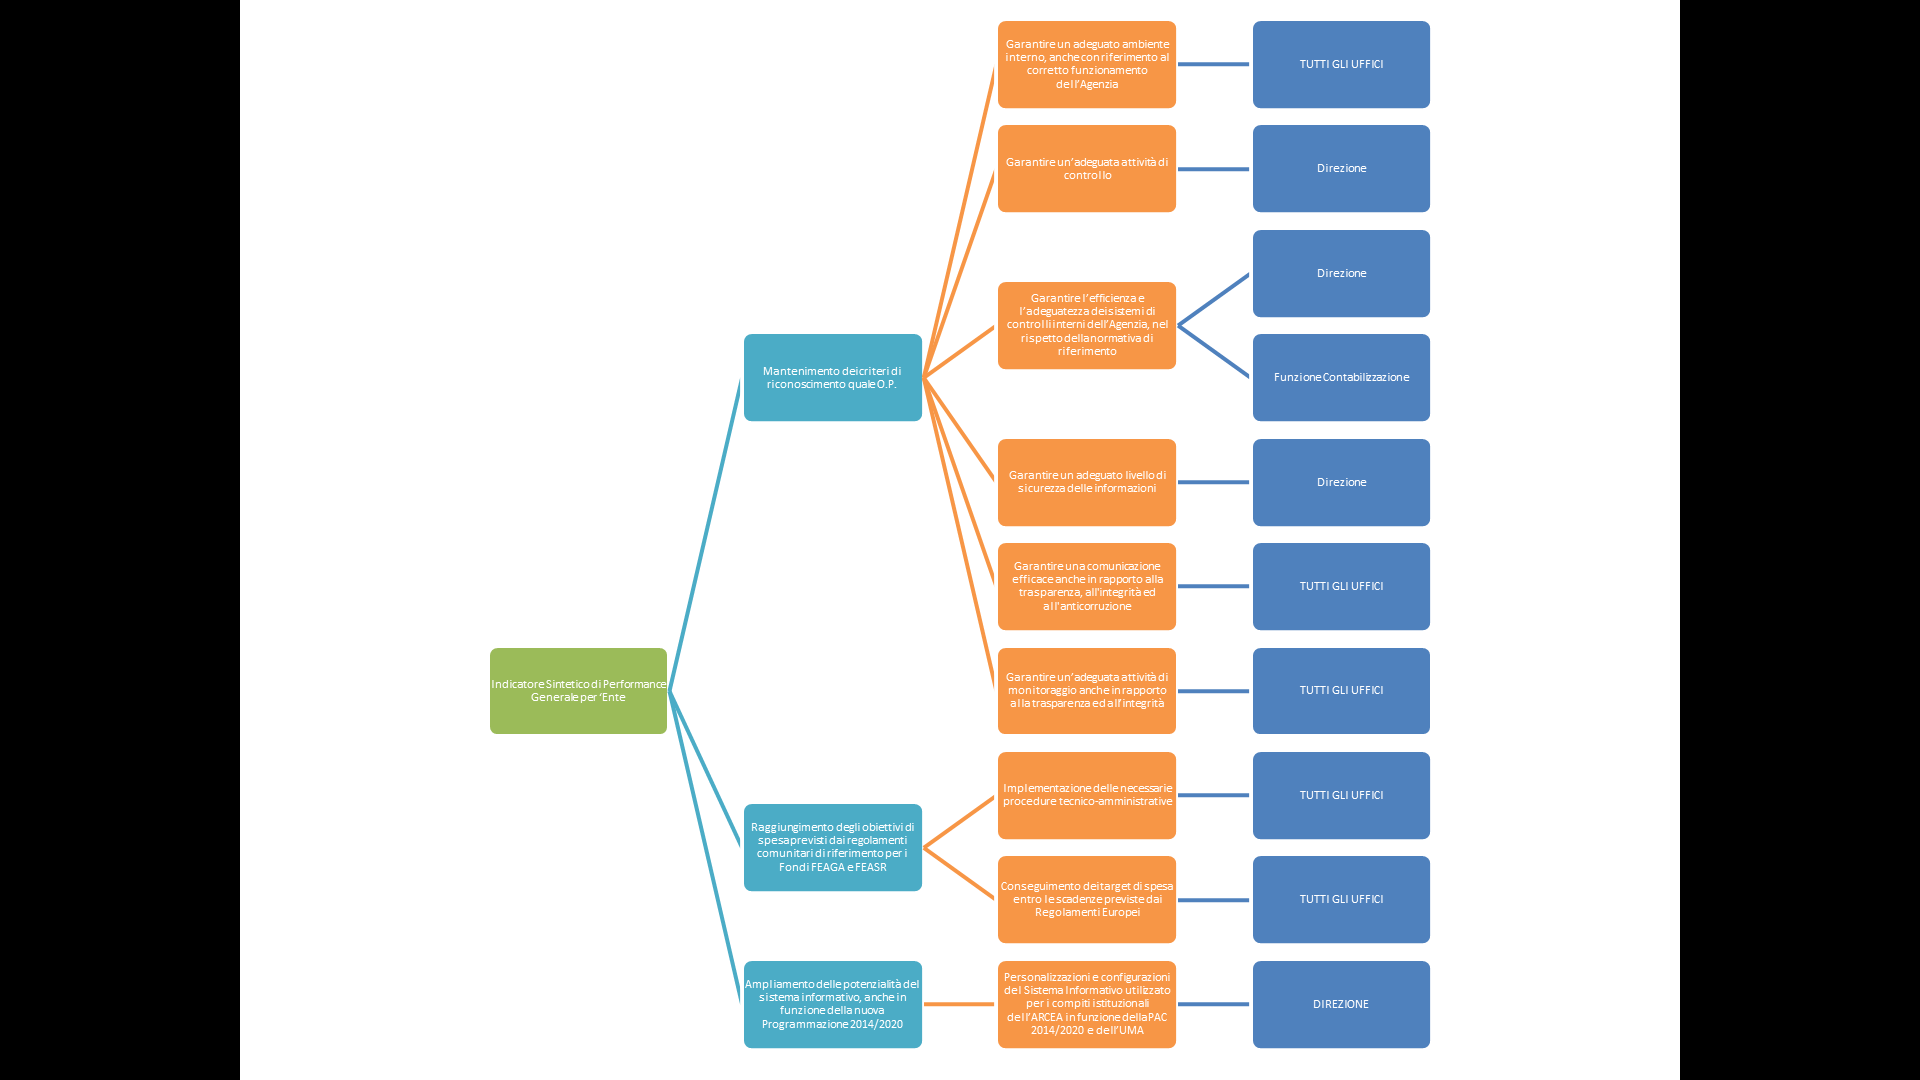 Garantire un adeguato ambiente
interno, anche con riferimento al
corretto funzionamento
dell’Agenzia
TUTTI GLI UFFICI
Garantire un’adeguata attività di
controllo
Direzione
Garantire l’efficienza e
l’adeguatezza dei sistemi di
controlli interni dell’Agenzia, nel
rispetto della normativa di
riferimento
Direzione
Funzione Contabilizzazione
Mantenimento dei criteri di
riconoscimento quale O.P.
Garantire un adeguato livello di
sicurezza delle informazioni
Direzione
Garantire una comunicazione
efficace anche in rapporto alla
trasparenza, all'integrità ed
all'anticorruzione
TUTTI GLI UFFICI
Indicatore Sintetico di Performance
Generale per ‘Ente
Garantire un’adeguata attività di
monitoraggio anche in rapporto
alla trasparenza ed all’integrità
TUTTI GLI UFFICI
Raggiungimento degli obiettivi di
spesa previsti dai regolamenti
comunitari di riferimento per i
Fondi FEAGA e FEASR
Implementazione delle necessarie
procedure tecnico-amministrative
TUTTI GLI UFFICI
Conseguimento dei target di spesa
entro le scadenze previste dai
Regolamenti Europei
TUTTI GLI UFFICI
Ampliamento delle potenzialità del
sistema informativo, anche in
funzione della nuova
Programmazione 2014/2020
Personalizzazioni e configurazioni
del Sistema Informativo utilizzato
per i compiti istituzionali
dell’ARCEA in funzione della PAC
2014/2020 e dell’UMA
DIREZIONE